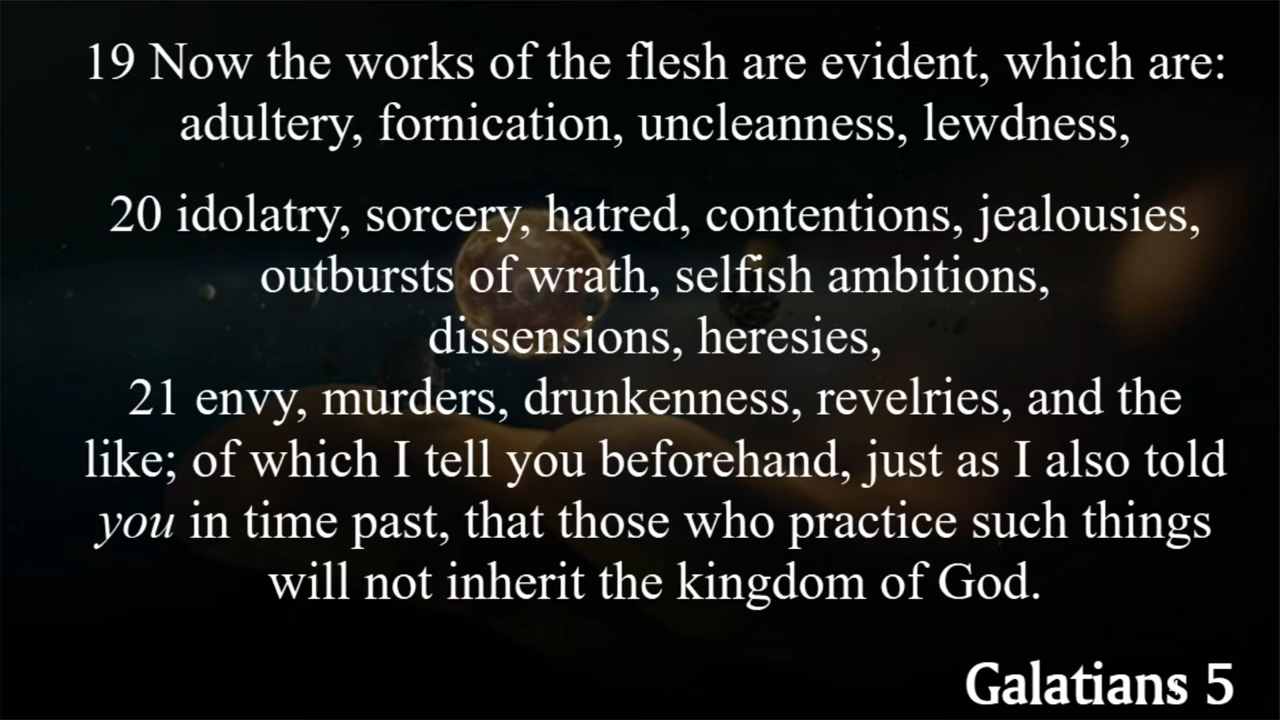 19 Now the works of the flesh are evident, which are:
adultery, fornication, uncleanness, lewdness,
20 idolatry, sorcery, hatred, contentions, jealousies,
outbursts of wrath, selfish ambitions,
dissensions, heresies,
21 envy, murders, drunkenness, revelries, and the
like; of which I tell you beforehand, just as I also told
you in time past, that those who practice such things
will not inherit the kingdom of God.
Galatians 5